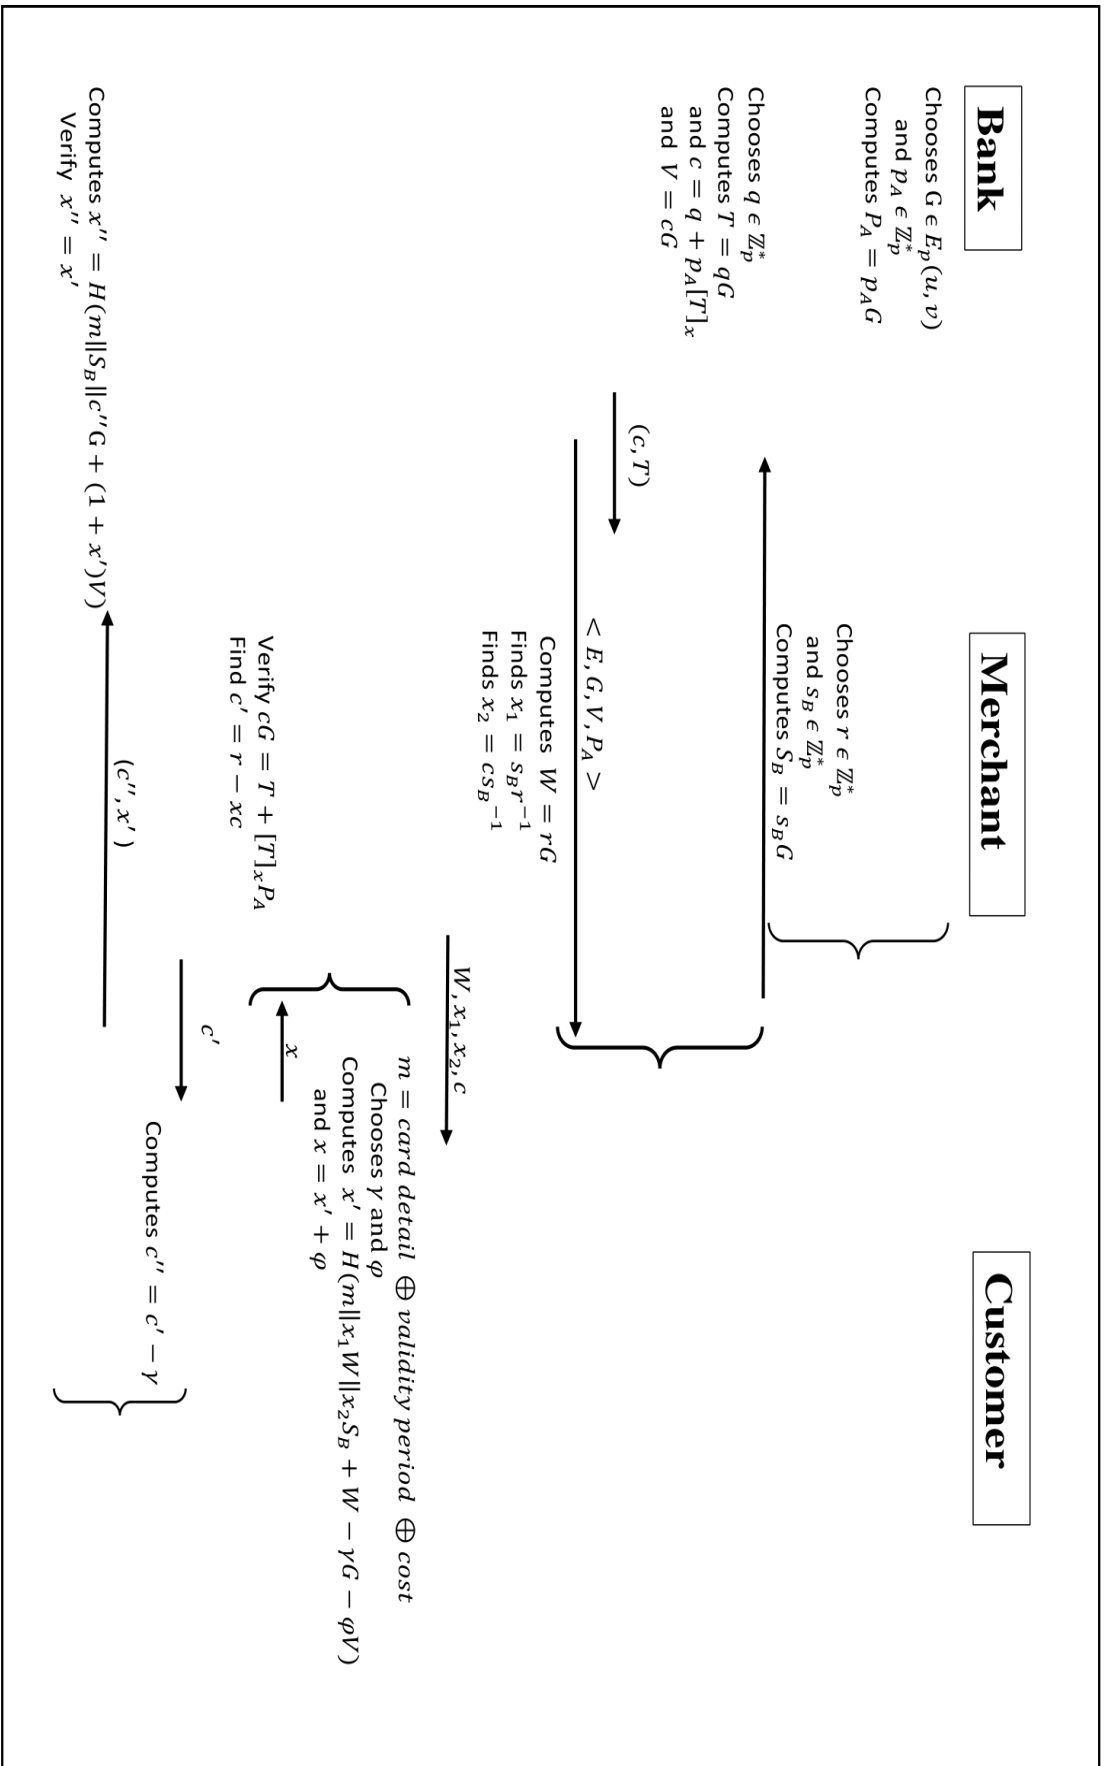 Bank
Merchant
Customer
Chooses G ϵ E_p(u, v)
and p_A ϵ ℤ_p^*
Computes P_A = p_A G
Chooses r ϵ ℤ_p^*
and s_B ϵ ℤ_p^*
Computes S_B = s_B G
Chooses q ϵ ℤ_p^*
Computes T = qG
and c = q + p_A[T]_x
and V = cG
(c, T)
< E, G, V, P_A >
Computes W = rG
Finds x_1 = s_B r^{−1}
Finds x_2 = cs_B^{−1}
W, x_1, x_2, c
m = card detail ⊕ validity period ⊕ cost
Chooses γ and φ
Computes x′ = H(m||x_1W||x_2S_B + W − γG − φV)
and x = x′ + φ
x
Verify cG = T + [T]_x P_A
Find c′ = r − xc
c′
Computes c′′ = c′ − γ
(c′′, x′)
Computes x′′ = H(m||S_B||c′′G + (1 + x′)V)
Verify x′′ = x′